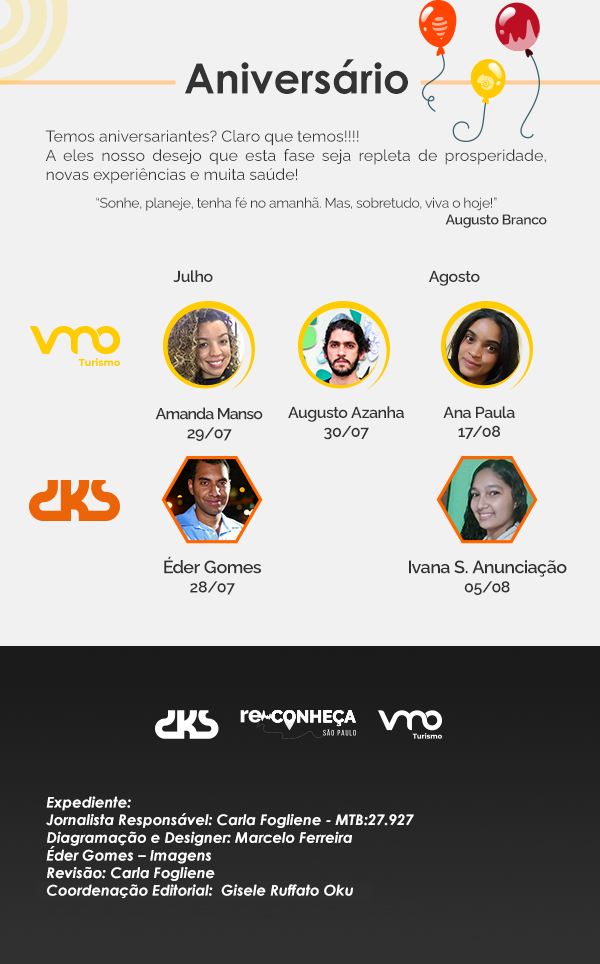 Aniversário
Temos aniversariantes? Claro que temos!!!!
A eles nosso desejo que esta fase seja repleta de prosperidade,
novas experiências e muita saúde!
“Sonhe, planeje, tenha fé no amanhã. Mas, sobretudo, viva o hoje!”
Augusto Branco
Julho Agosto
vmo
Turismo
Amanda Manso Augusto Azanha Ana Paula
29/07 30/07 17/08
DKS
Éder Gomes Ivana S. Anunciação
28/07 05/08
DKS re CONHEÇA vmo
SÃO PAULO Turismo
Expediente:
Jornalista Responsável: Carla Fogliene - MTB:27.927
Diagramação e Designer: Marcelo Ferreira
Éder Gomes – Imagens
Revisão: Carla Fogliene
Coordenação Editorial: Gisele Ruffato Oku